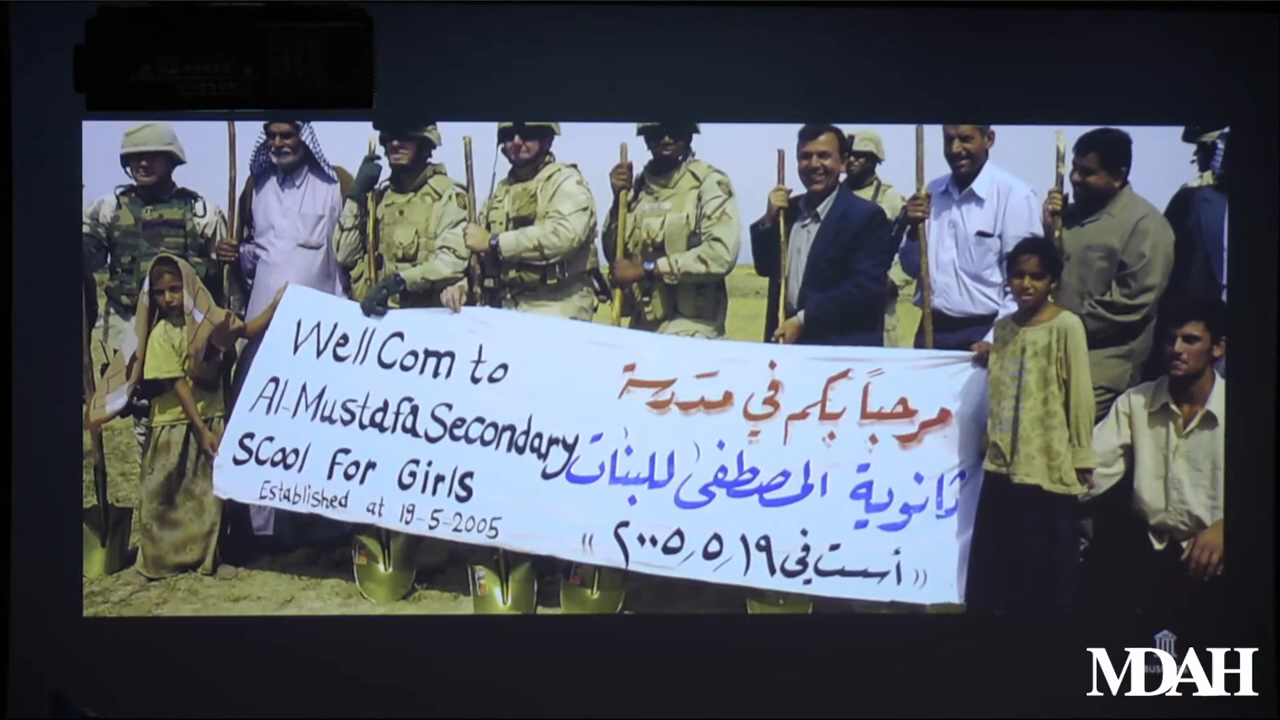 Well Com to
Al-Mustafa Secondary
SCool For Girls
Established at 19-5-2005
مرحباً بكم في مدرسة
ثانوية المصطفى للبنات
(( أسست في ١٩,٥,٢٠٠٥ ))
MDAH